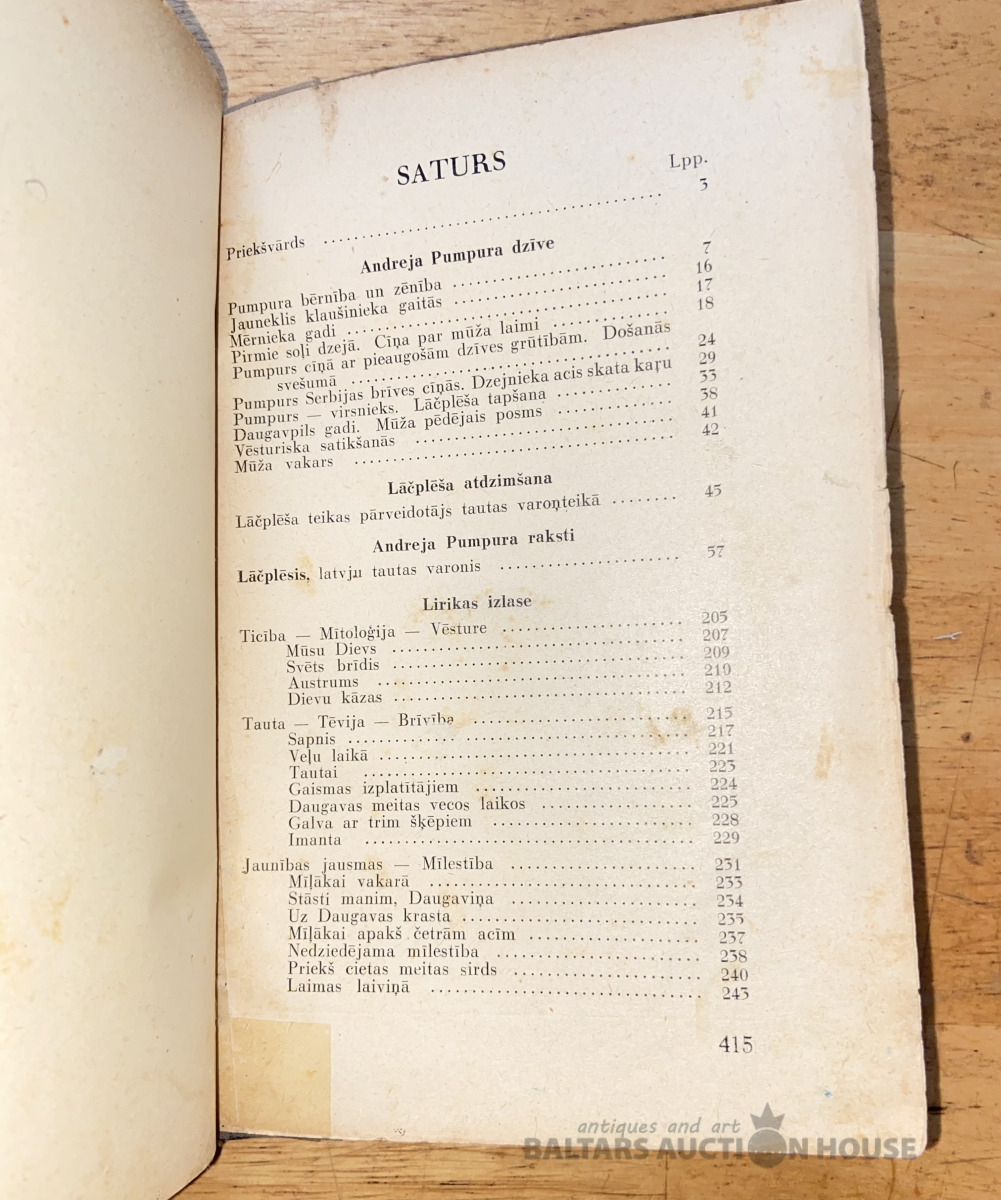 SATURS
Lpp.
Priekšvārds 3
Andreja Pumpura dzīve
Pumpura bērnība un zēnība 7
Jauneklis klaušinieka gaitās 16
Mērnieka gadi 17
Pirmie soļi dzejā. Cīņa par mūža laimi 18
Pumpurs cīņā ar pieaugošām dzīves grūtībām. Došanās
svešumā 24
Pumpurs Serbijas brīves cīņās. Dzejnieka acis skata kaŗu 29
Pumpurs — virsnieks. Lāčplēša tapšana 33
Daugavpils gadi. Mūža pēdējais posms 38
Vēsturiska satikšanās 41
Mūža vakars 42
Lāčplēša atdzimšana
Lāčplēša teikas pārveidotājs tautas varoņteikā 45
Andreja Pumpura raksti
Lāčplēsis, latvju tautas varonis 57
Lirikas izlase
Ticība — Mītoloģija — Vēsture 205
Mūsu Dievs 207
Svēts brīdis 209
Austrums 210
Dievu kāzas 212
Tauta — Tēvija — Brīvība 215
Sapnis 217
Veļu laikā 221
Tautai 223
Gaismas izplatītājiem 224
Daugavas meitas vecos laikos 225
Galva ar trim šķēpiem 228
Imanta 229
Jaunības jausmas — Mīlestība 231
Mīļākai vakarā 233
Stāsti manim, Daugaviņa 234
Uz Daugavas krasta 235
Mīļākai apakš četrām acīm 237
Nedziedējama mīlestība 238
Priekš cietas meitas sirds 240
Laimas laiviņā 243
415
antiques and art
BALTARS AUCTION HOUSE